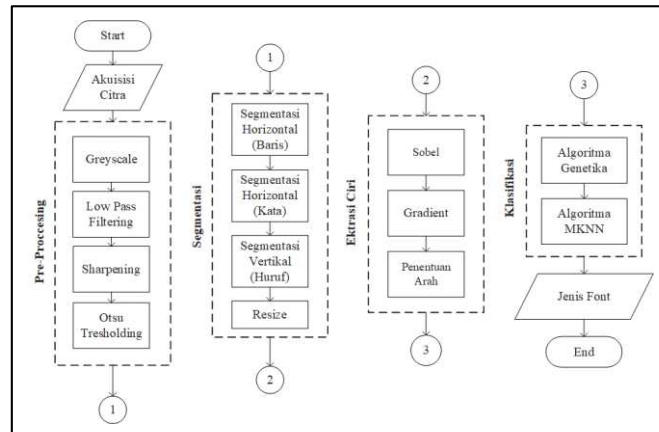 Start
Akuisisi
Citra
Pre-Proccesing
Greyscale
Low Pass
Filtering
Sharpening
Otsu
Tresholding
1
1
Segmentasi
Segmentasi
Horizontal
(Baris)
Segmentasi
Horizontal
(Kata)
Segmentasi
Vertikal
(Huruf)
Resize
2
2
Ektrasi Ciri
Sobel
Gradient
Penentuan
Arah
3
3
Klasifikasi
Algoritma
Genetika
Algoritma
MKNN
Jenis Font
End